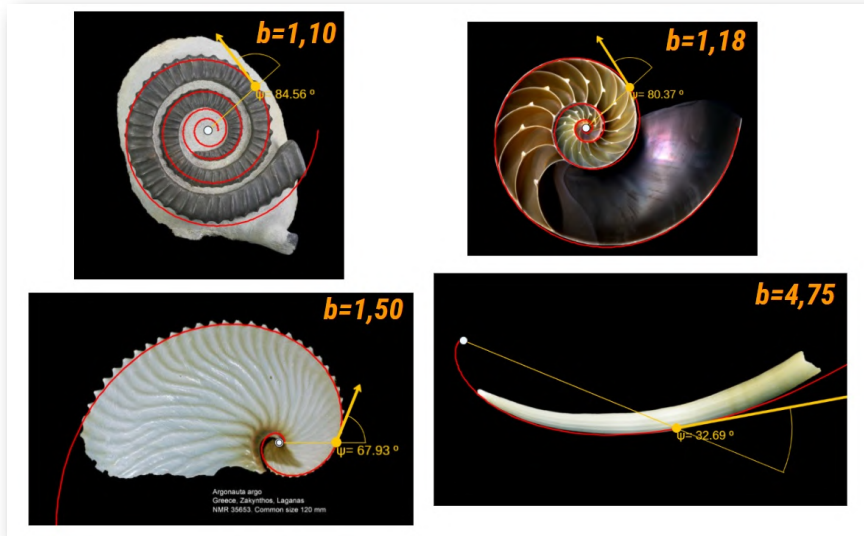 b=1,10
ψ= 84.56 º
b=1,18
ψ= 80.37 º
b=1,50
ψ= 67.93 º
Argonauta argo
Greece, Zakynthos, Laganas
NMR 35653. Common size 120 mm
b=4,75
ψ= 32.69 º